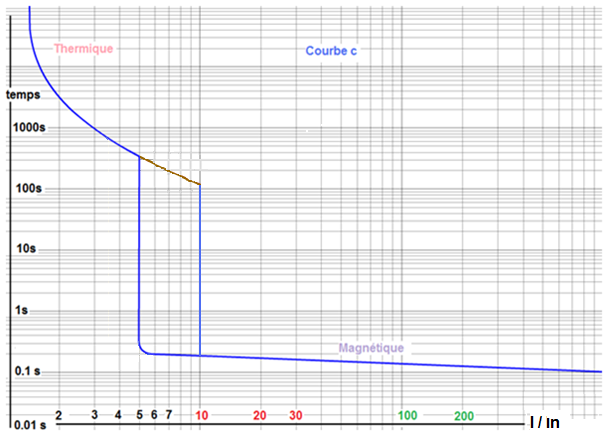 Thermique
Courbe c
temps
1000s
100s
10s
1s
Magnétique
0.1 s
2 3 4 5 6 7 10 20 30 100 200
0.01 s
I / In